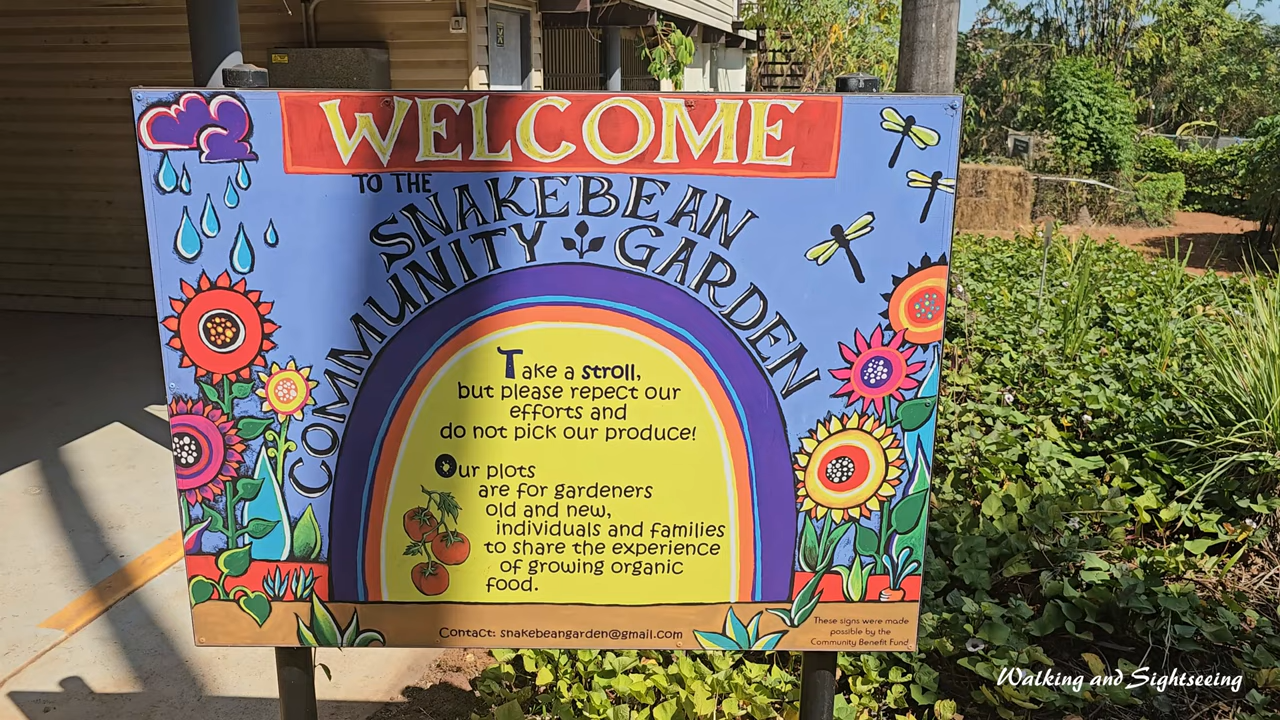 WELCOME
TO THE
SNAKEBEAN
COMMUNITY GARDEN
Take a stroll,
but please repect our
efforts and
do not pick our produce!
Our plots
are for gardeners
old and new,
individuals and families
to share the experience
of growing organic
food.
Contact: snakebeangarden@gmail.com
These signs were made
possible by the
Community Benefit Fund.
Walking and Sightseeing